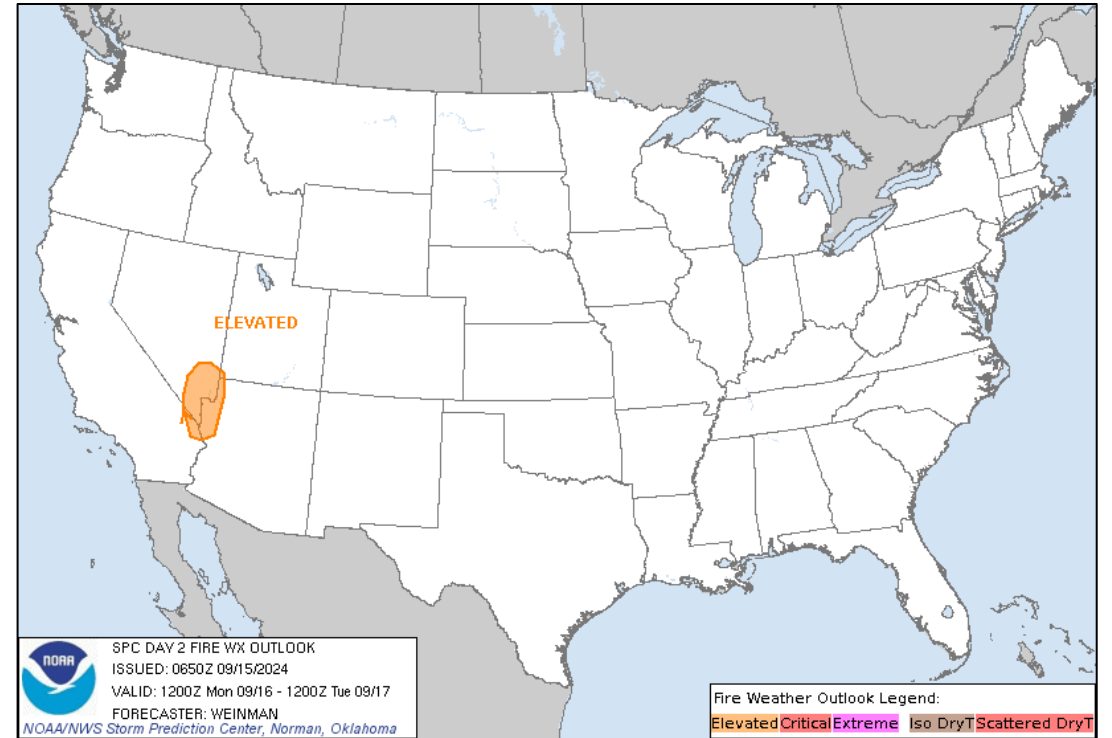 ELEVATED
NOAA
SPC DAY 2 FIRE WX OUTLOOK
ISSUED: 0650Z 09/15/2024
VALID: 1200Z Mon 09/16 - 1200Z Tue 09/17
FORECASTER: WEINMAN
NOAA/NWS Storm Prediction Center, Norman, Oklahoma
Fire Weather Outlook Legend:
Elevated Critical Extreme Iso DryT Scattered DryT